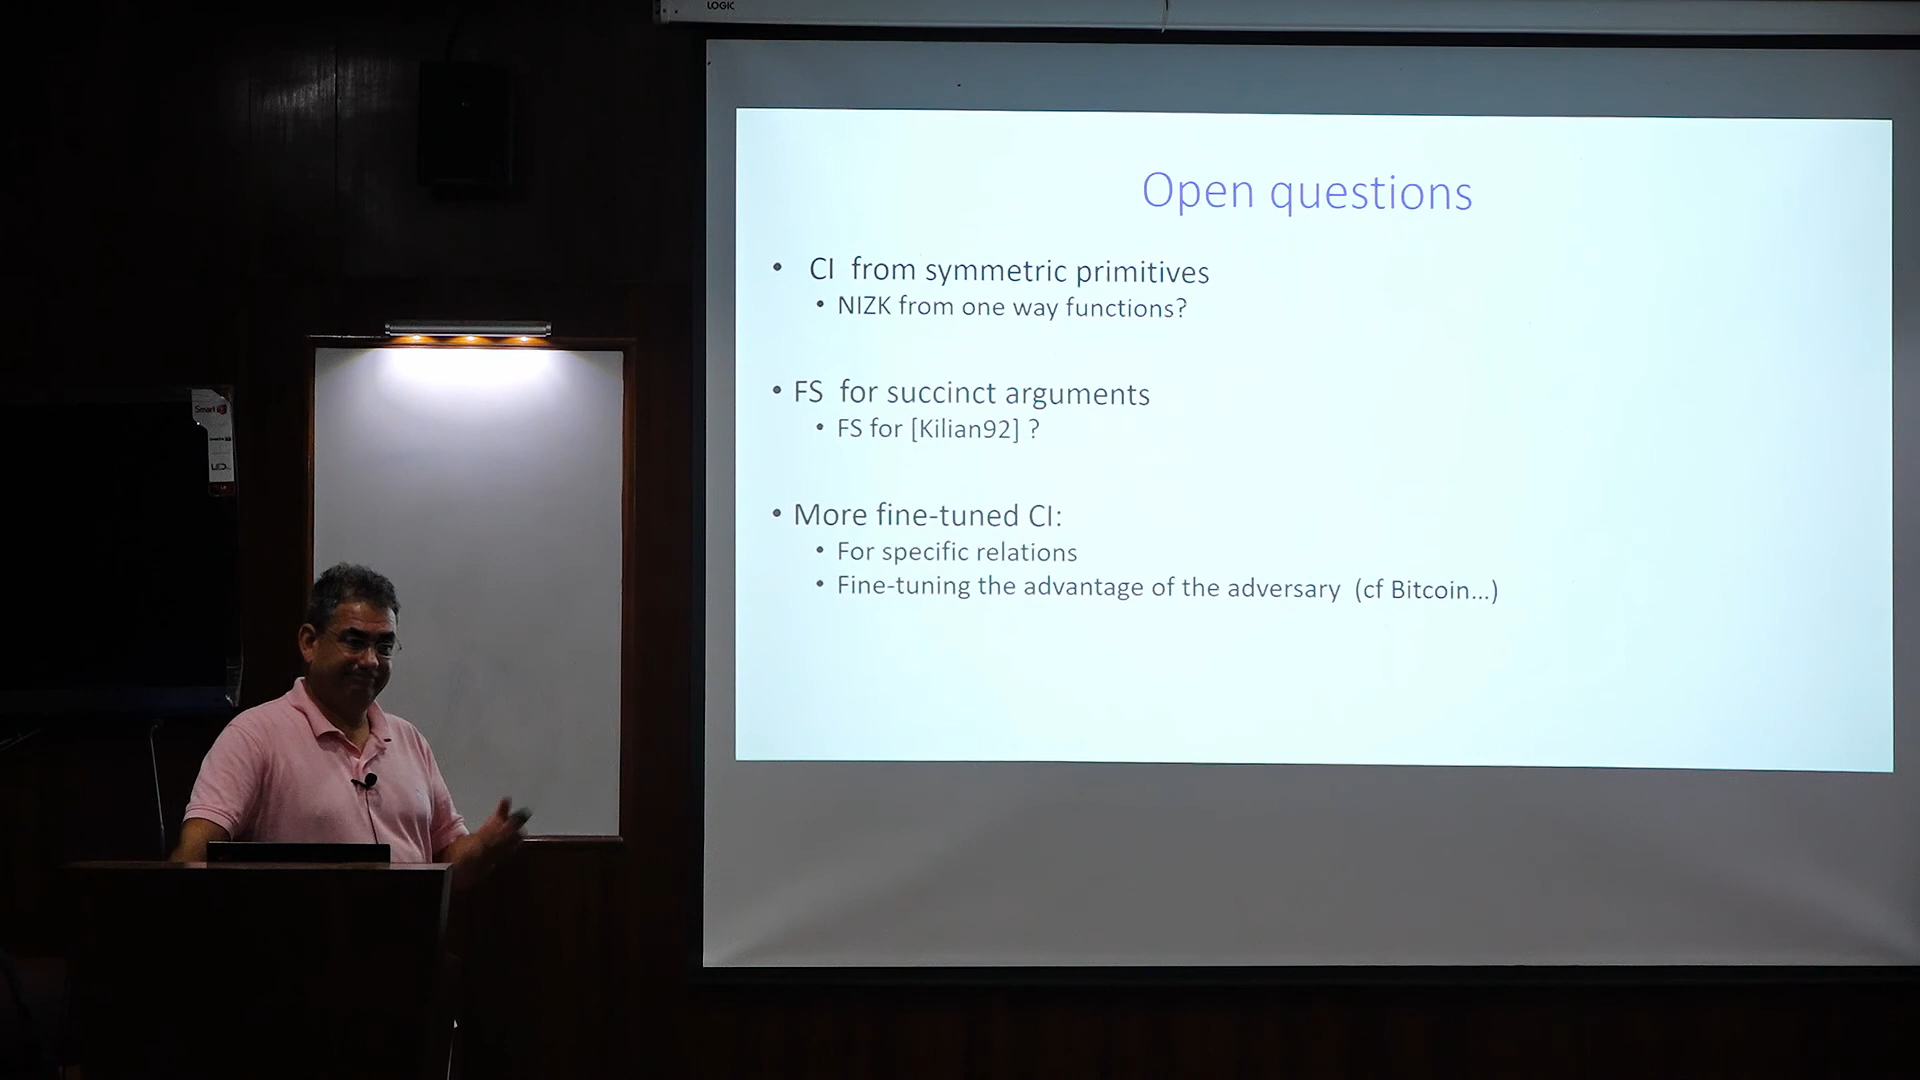 LOGIC
Open questions
• CI from symmetric primitives
• NIZK from one way functions?
• FS for succinct arguments
• FS for [Kilian92] ?
• More fine-tuned CI:
• For specific relations
• Fine-tuning the advantage of the adversary (cf Bitcoin...)
Smart